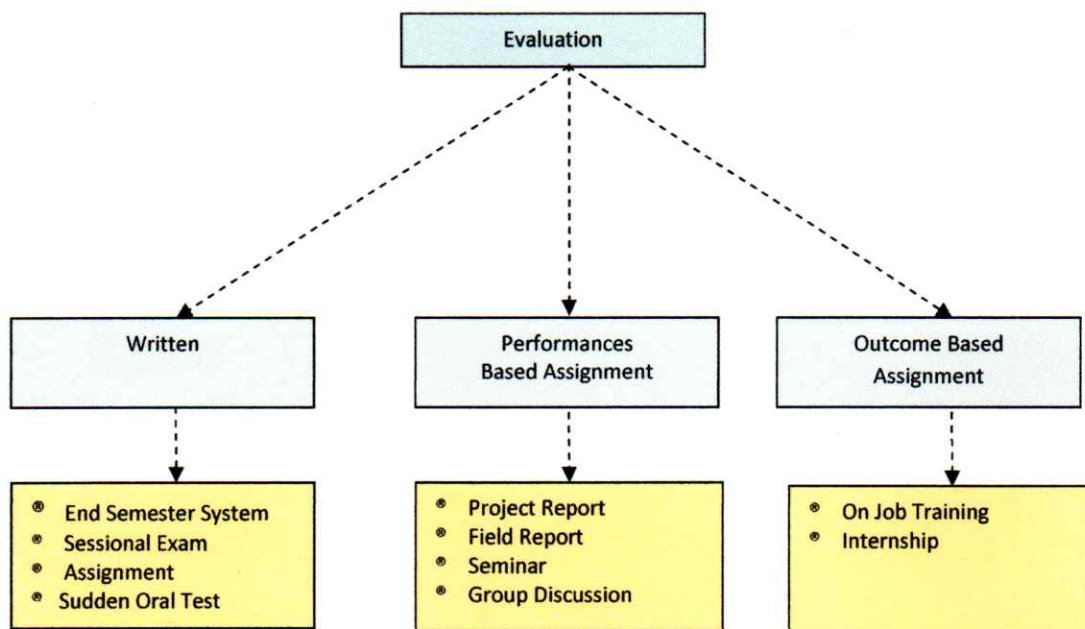 Evaluation
Written
Performances
Based Assignment
Outcome Based
Assignment
® End Semester System
® Sessional Exam
® Assignment
® Sudden Oral Test
® Project Report
® Field Report
® Seminar
® Group Discussion
® On Job Training
® Internship